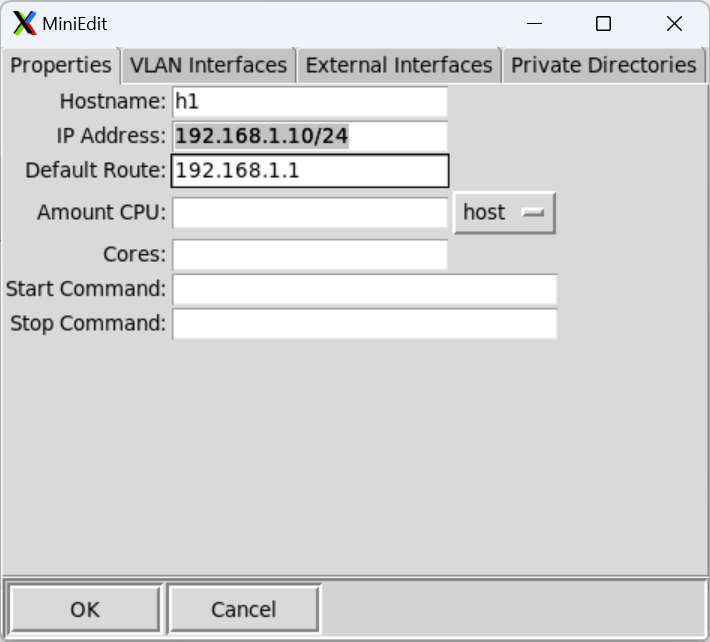 MiniEdit
Properties VLAN Interfaces External Interfaces Private Directories
Hostname: h1
IP Address: 192.168.1.10/24
Default Route: 192.168.1.1
Amount CPU: host
Cores:
Start Command:
Stop Command:
OK Cancel